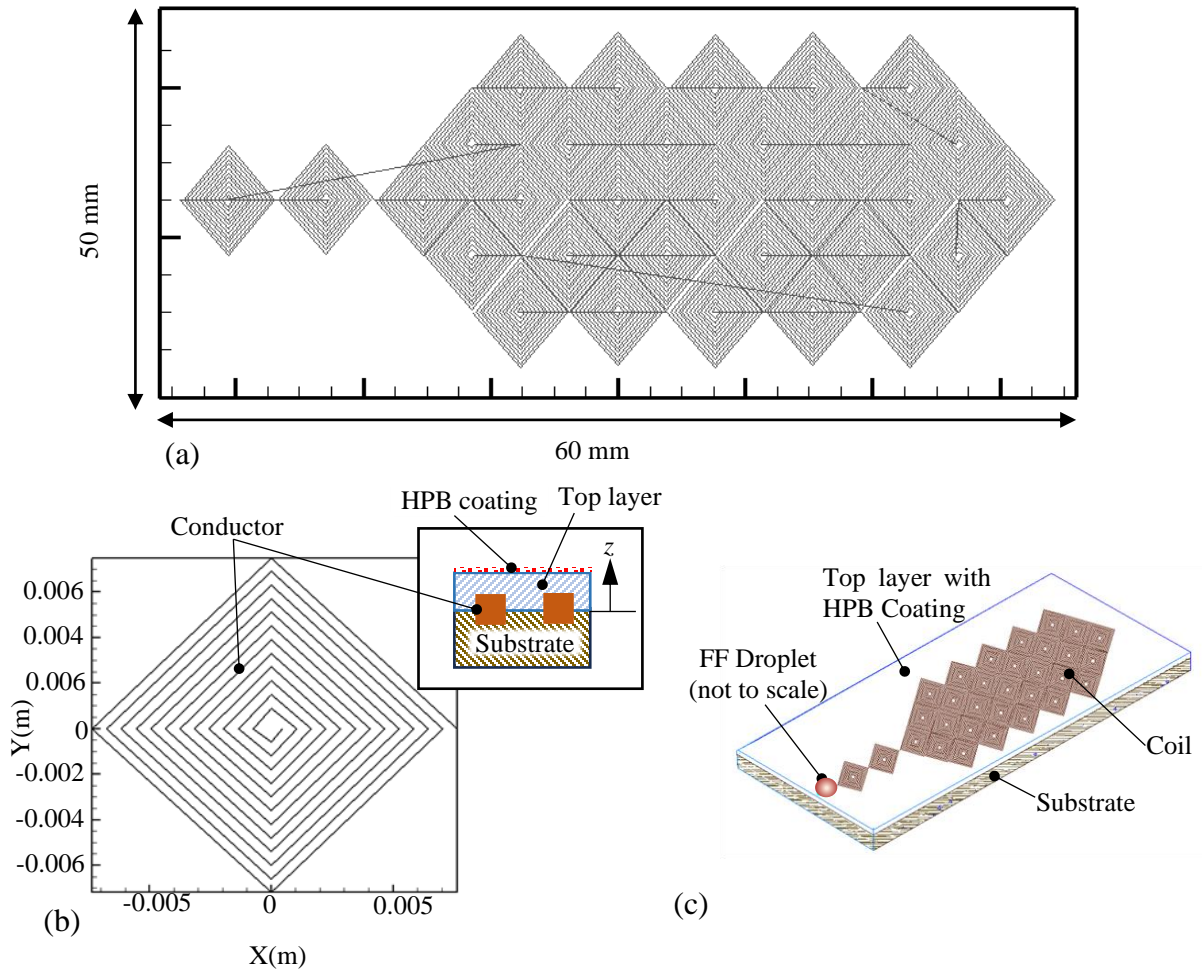 50 mm
60 mm
(a)
HPB coating
Top layer
Conductor
z
Substrate
0.006
0.004
0.006
0
-0.002
-0.004
-0.006
Y(m)
-0.005
0
0.005
X(m)
(b)
Top layer with
HPB Coating
FF Droplet
(not to scale)
Coil
Substrate
(c)